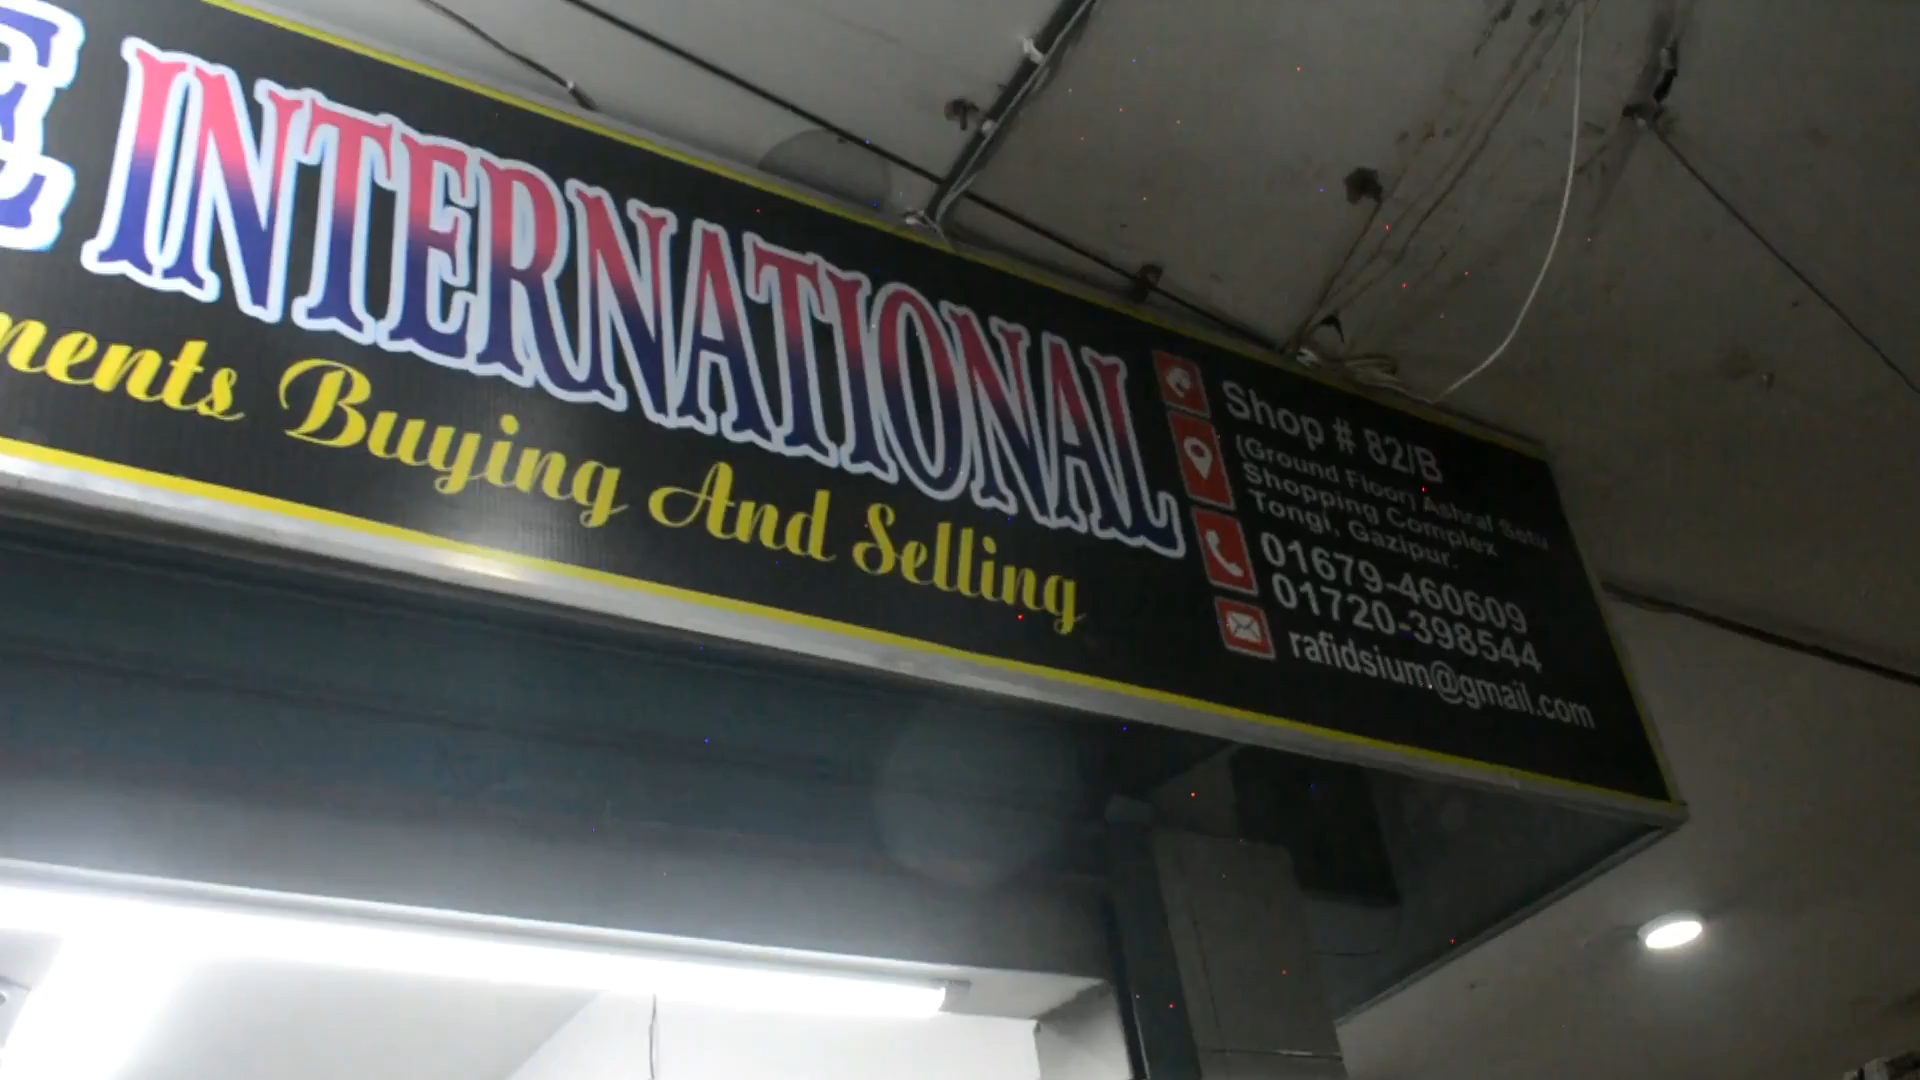 E INTERNATIONAL
ments Buying And Selling
Shop # 82/B
(Ground Floor) Ashraf Setu
Shopping Complex
Tongi, Gazipur.
01679-460609
01720-398544
rafidsium@gmail.com